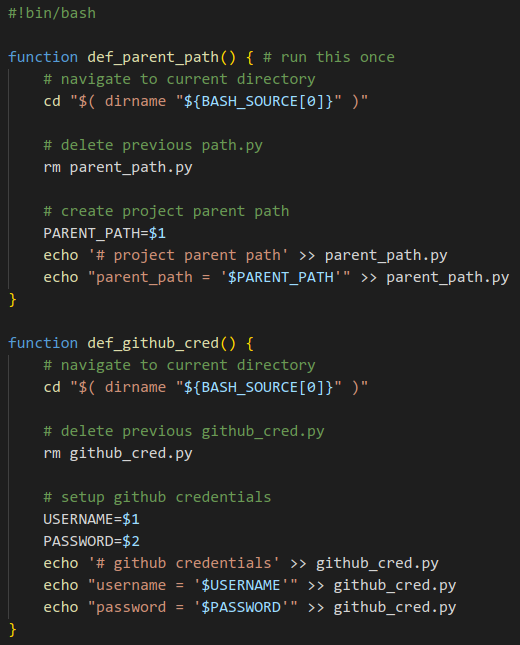 #!bin/bash
function def_parent_path() { # run this once
# navigate to current directory
cd "$( dirname "${BASH_SOURCE[0]}" )"
# delete previous path.py
rm parent_path.py
# create project parent path
PARENT_PATH=$1
echo '# project parent path' >> parent_path.py
echo "parent_path = '$PARENT_PATH'" >> parent_path.py
}
function def_github_cred() {
# navigate to current directory
cd "$( dirname "${BASH_SOURCE[0]}" )"
# delete previous github_cred.py
rm github_cred.py
# setup github credentials
USERNAME=$1
PASSWORD=$2
echo '# github credentials' >> github_cred.py
echo "username = '$USERNAME'" >> github_cred.py
echo "password = '$PASSWORD'" >> github_cred.py
}